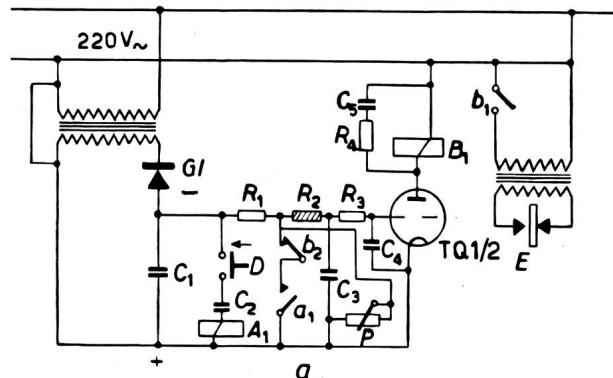 220V~
C5
R4
B1
b1
Gl
−
R1
R2
R3
TQ1/2
E
b2
C4
C1
D
C2
C3
a1
A1
P
+
a